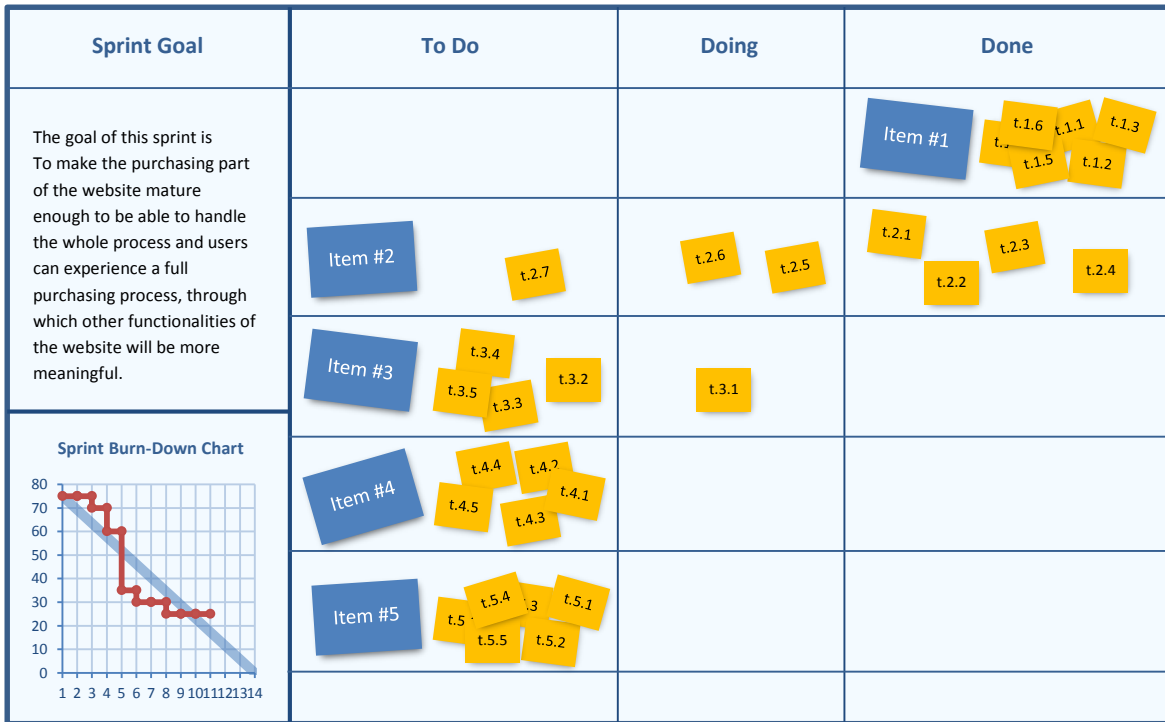 Sprint Goal
To Do
Doing
Done
The goal of this sprint is
To make the purchasing part
of the website mature
enough to be able to handle
the whole process and users
can experience a full
purchasing process, through
which other functionalities of
the website will be more
meaningful.
Item #1
t.1.6
t.1.1
t.1.3
t.1.5
t.1.2
Item #2
t.2.7
t.2.6
t.2.5
t.2.1
t.2.2
t.2.3
t.2.4
Item #3
t.3.4
t.3.5
t.3.3
t.3.2
t.3.1
Item #4
t.4.4
t.4.2
t.4.5
t.4.3
t.4.1
Item #5
t.5.4
t.5.1
t.5.5
t.5.2
Sprint Burn-Down Chart
80
70
60
50
40
30
20
10
0
1 2 3 4 5 6 7 8 9 10 11 12 13 14